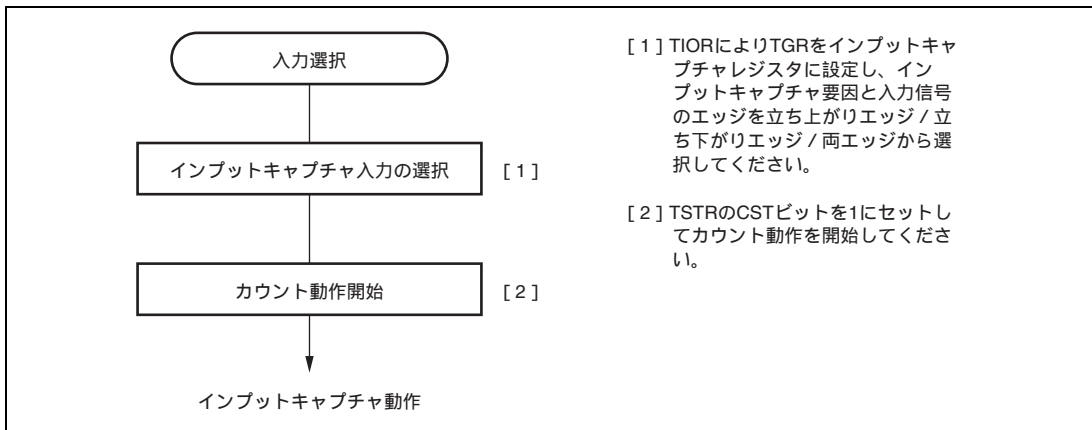 入力選択
インプットキャプチャ入力の選択 [1]
カウント動作開始 [2]
インプットキャプチャ動作
[1] TIORによりTGRをインプットキャ
プチャレジスタに設定し、イン
プットキャプチャ要因と入力信号
のエッジを立ち上がりエッジ / 立
ち下がりエッジ / 両エッジから選
択してください。
[2] TSTRのCSTビットを1にセットし
てカウント動作を開始してくださ
い。